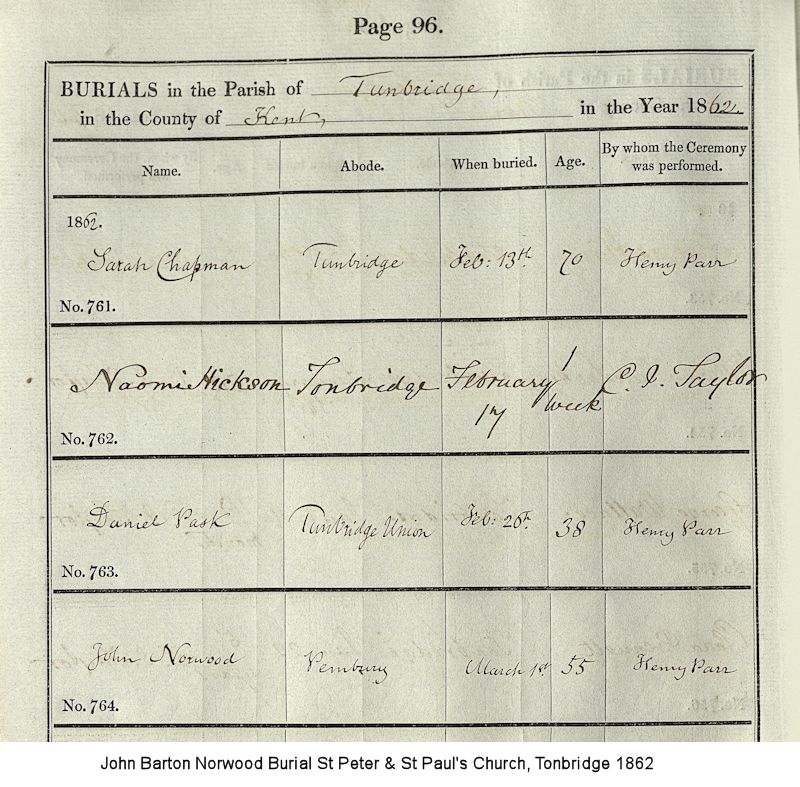 Page 96.
BURIALS in the Parish of Tunbridge,
in the County of Kent, in the Year 1862.
Name. Abode. When buried. Age. By whom the Ceremony was performed.
1862.
Sarah Chapman Tunbridge Feb: 13th. 70 Henry Parr
No. 761.
Naomi Hickson Tonbridge February 17 1 Week C. I. Taylor
No. 762.
Daniel Pask Tunbridge Union Feb: 26th. 38 Henry Parr
No. 763.
John Norwood Pembury March 1st 55 Henry Parr
No. 764.
John Barton Norwood Burial St Peter & St Paul's Church, Tonbridge 1862